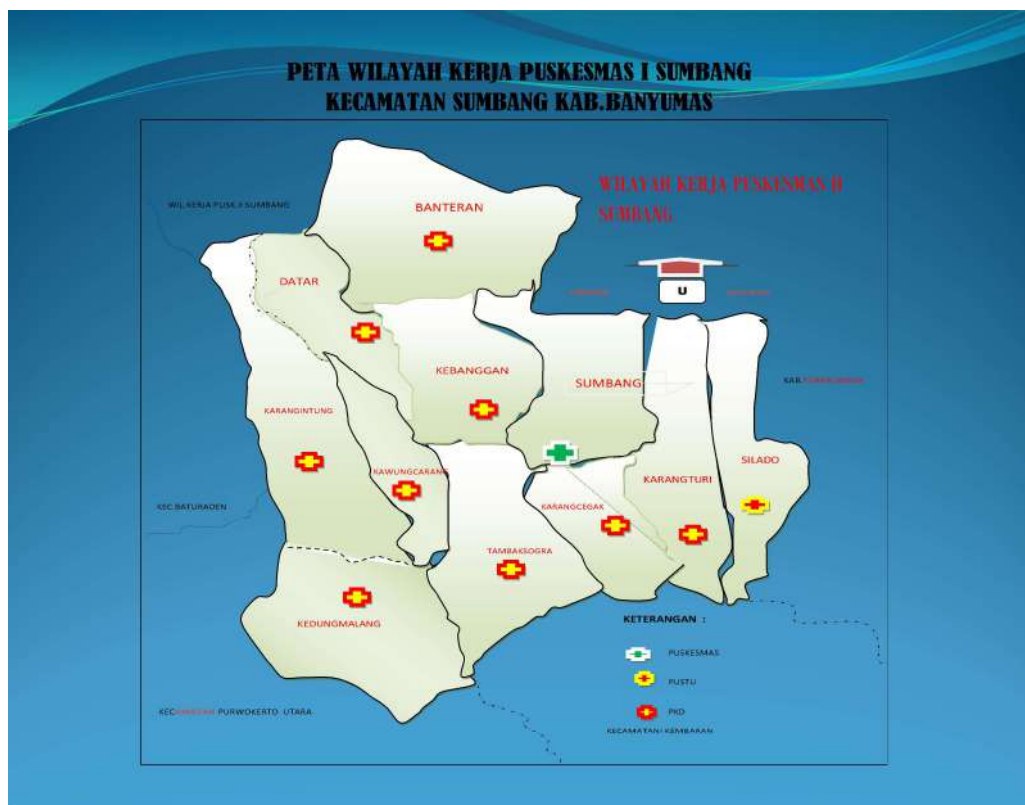 PETA WILAYAH KERJA PUSKESMAS I SUMBANG
KECAMATAN SUMBANG KAB.BANYUMAS
WILAYAH KERJA PUSKESMAS II
SUMBANG
WIL.KERJA PUSK.II SUMBANG
BANTERAN
DATAR
U
KEBANGGAN
SUMBANG
KAB.
KARANGINTUNG
KAWUNGCARANG
SILADO
KARANGTURI
KEC.BATURADEN
KARANGCEGAK
TAMBAKSOGRA
KEDUNGMALANG
KETERANGAN :
PUSKESMAS
PUSTU
PKD
KECAMATAN PURWOKERTO UTARA
KECAMATAN KEMBARAN